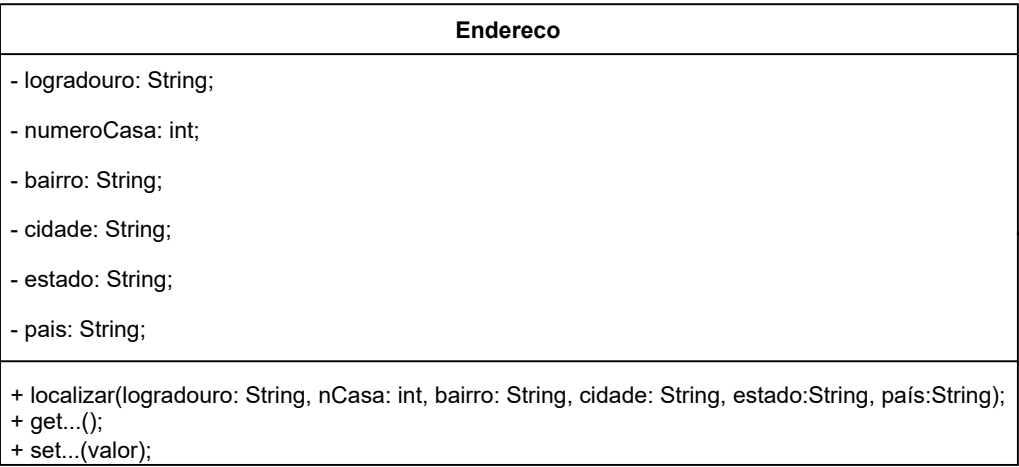 Endereco
- logradouro: String;
- numeroCasa: int;
- bairro: String;
- cidade: String;
- estado: String;
- pais: String;
+ localizar(logradouro: String, nCasa: int, bairro: String, cidade: String, estado:String, país:String);
+ get...();
+ set...(valor);